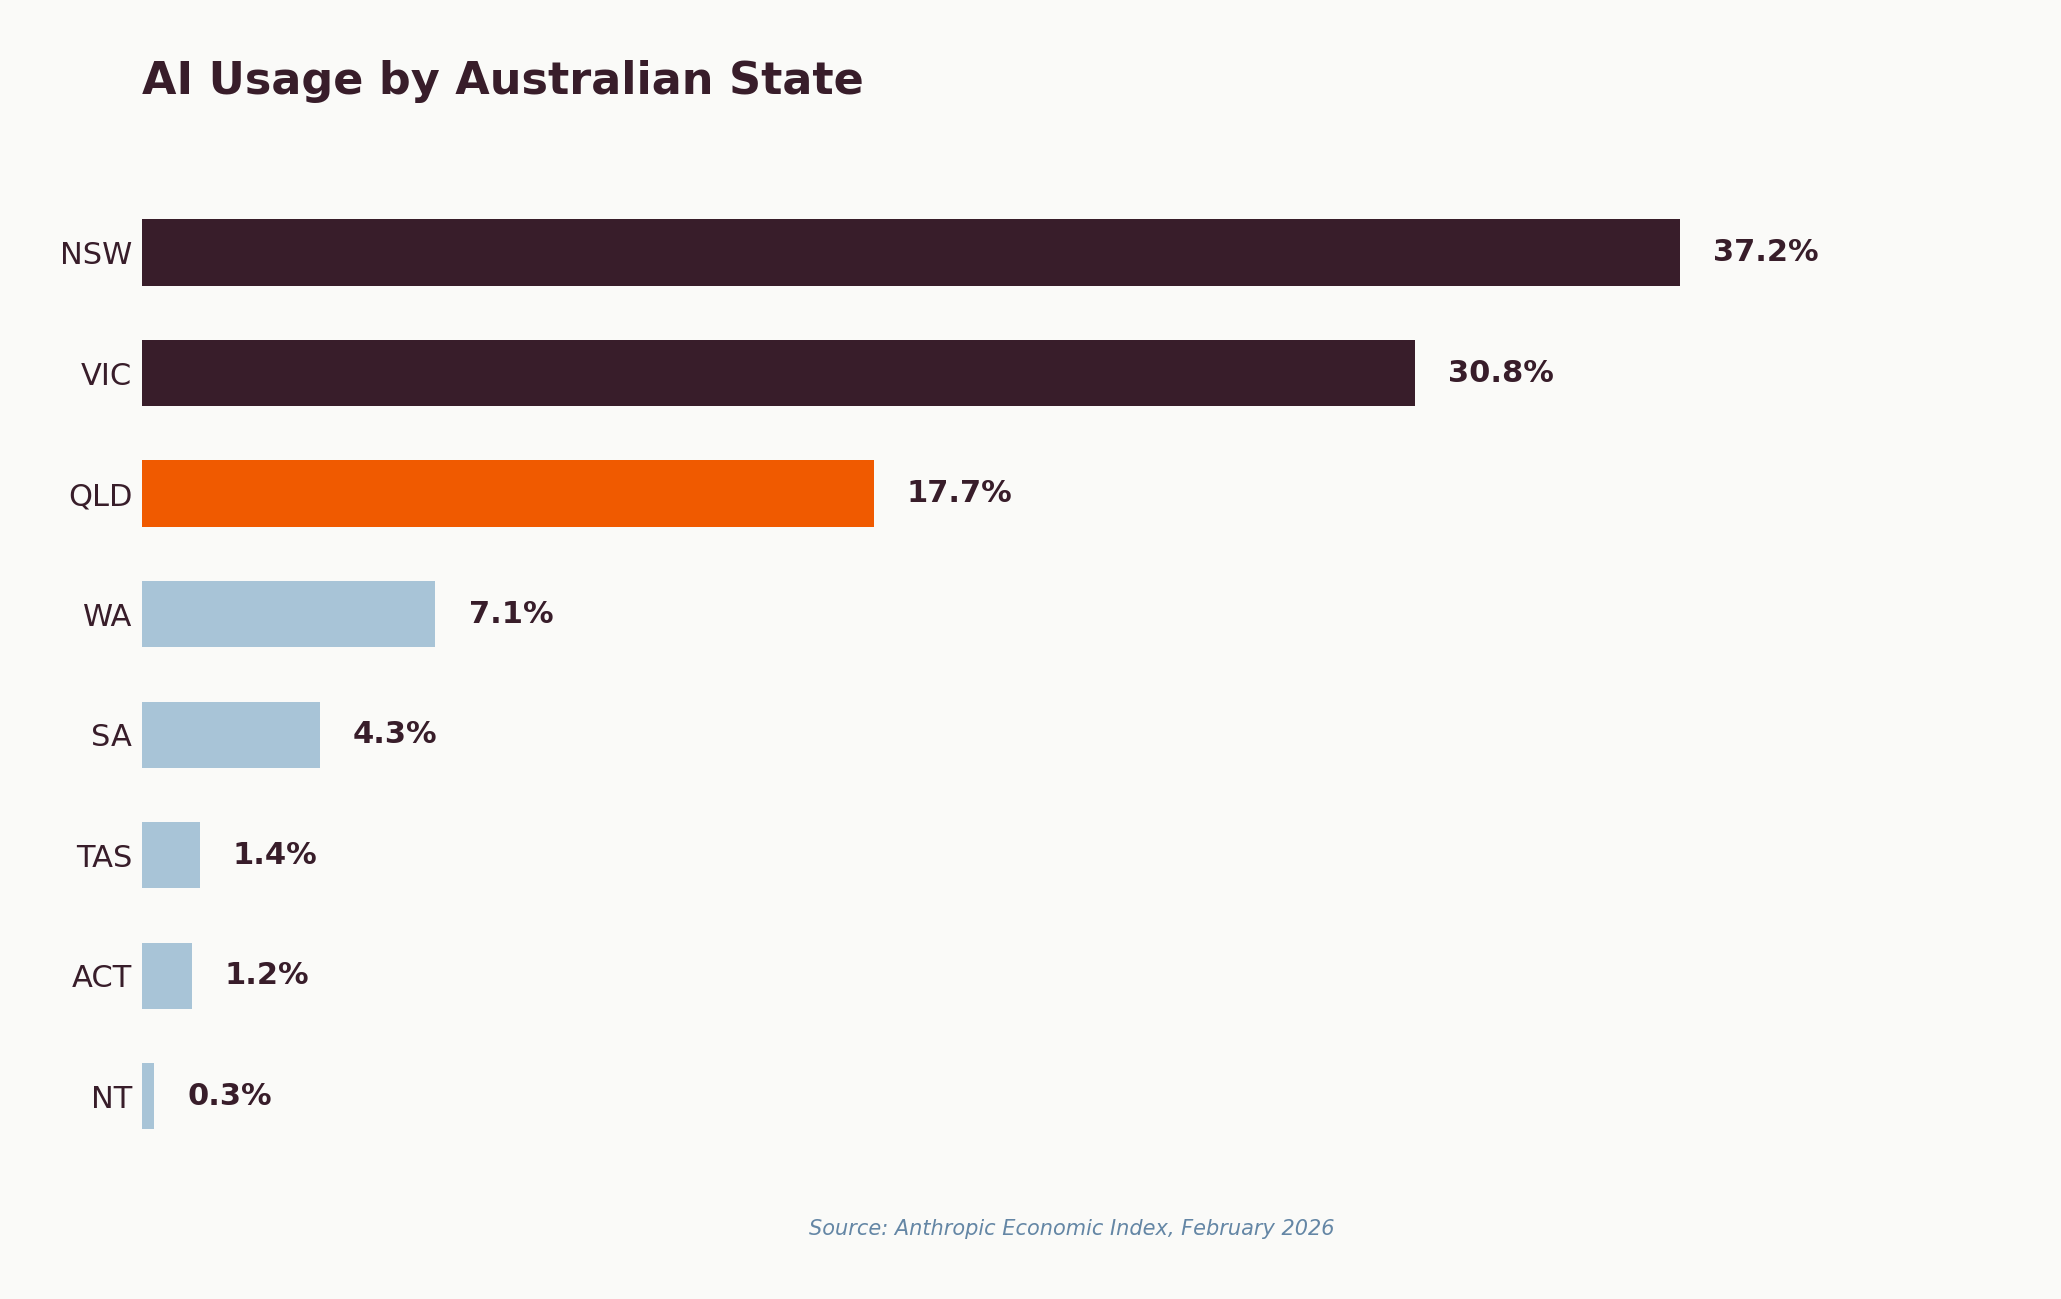 AI Usage by Australian State
NSW 37.2%
VIC 30.8%
QLD 17.7%
WA 7.1%
SA 4.3%
TAS 1.4%
ACT 1.2%
NT 0.3%
Source: Anthropic Economic Index, February 2026